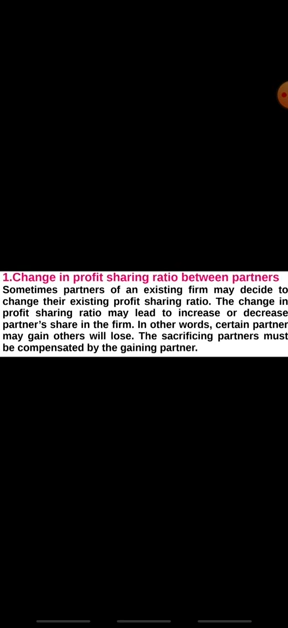 1.Change in profit sharing ratio between partners
Sometimes partners of an existing firm may decide to
change their existing profit sharing ratio. The change in
profit sharing ratio may lead to increase or decrease
partner's share in the firm. In other words, certain partner
may gain others will lose. The sacrificing partners must
be compensated by the gaining partner.